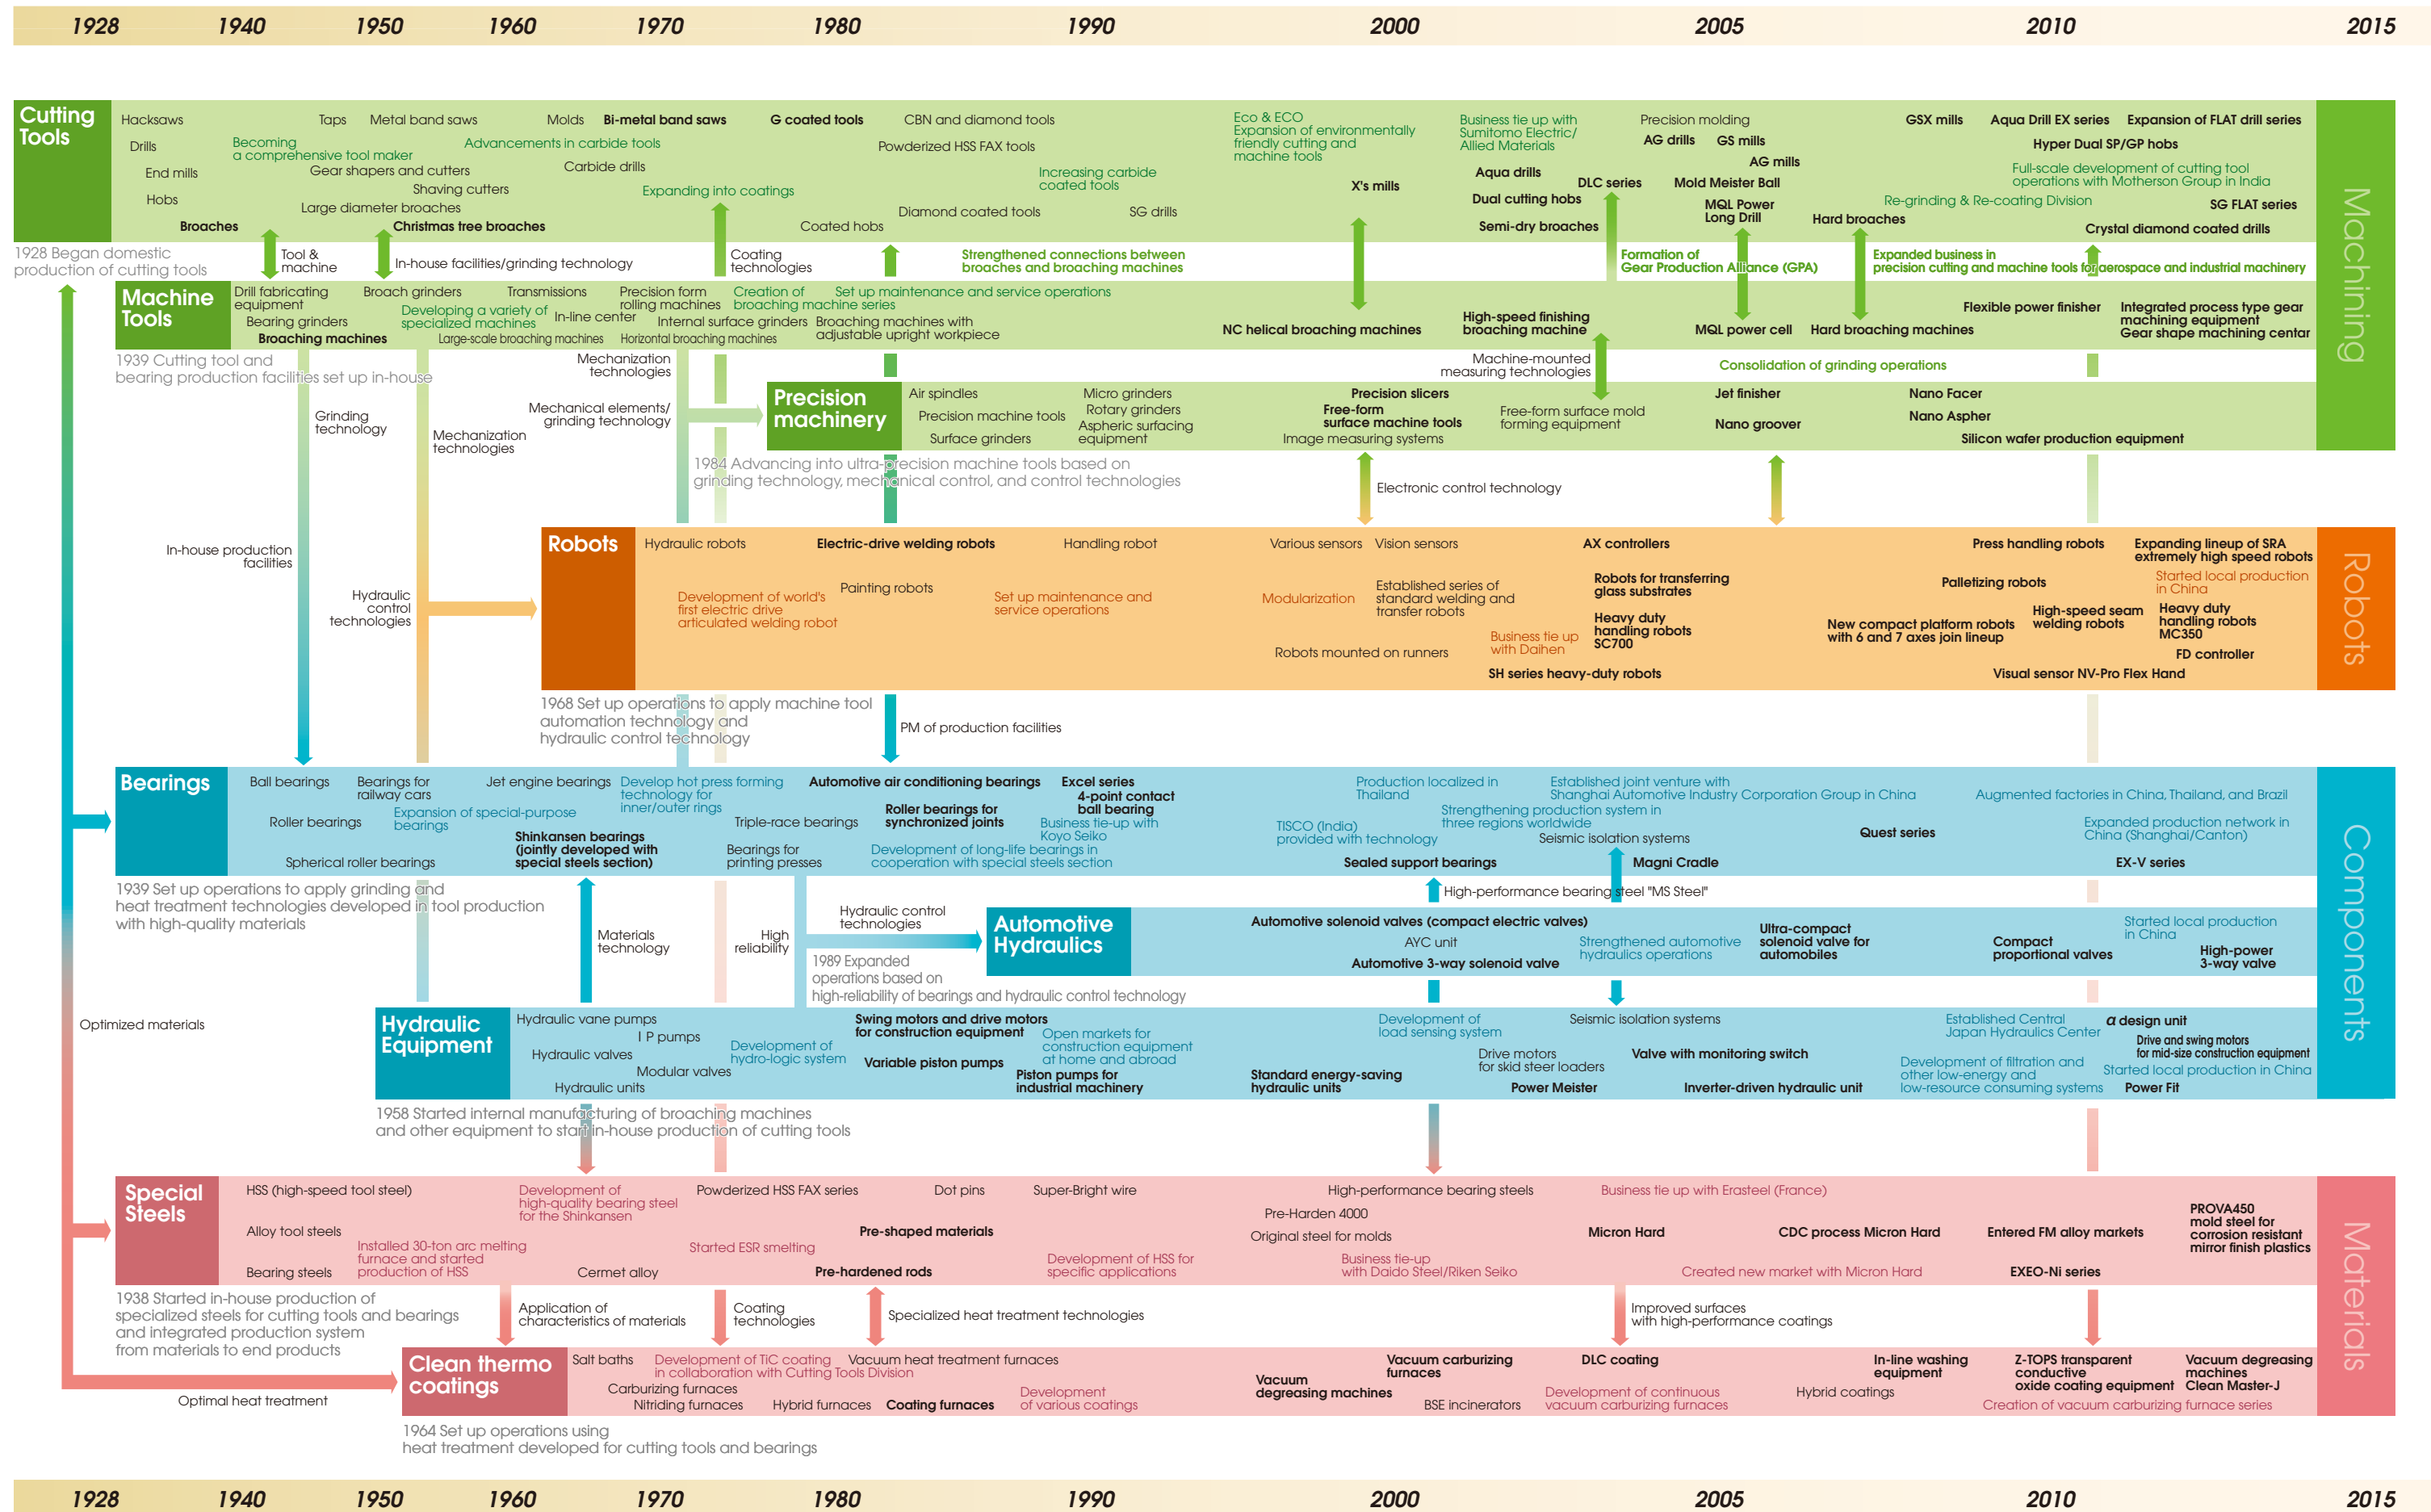 1928 1940 1950 1960 1970 1980 1990 2000 2005 2010 2015
Cutting
Tools
Hacksaws
Drills
End mills
Hobs
Broaches
Taps
Becoming
a comprehensive tool maker
Metal band saws
Gear shapers and cutters
Shaving cutters
Large diameter broaches
Christmas tree broaches
Molds
Advancements in carbide tools
Carbide drills
Bi-metal band saws
Expanding into coatings
G coated tools
Coated hobs
CBN and diamond tools
Powderized HSS FAX tools
Diamond coated tools
Increasing carbide
coated tools
SG drills
Eco & ECO
Expansion of environmentally
friendly cutting and
machine tools
X's mills
Business tie up with
Sumitomo Electric/
Allied Materials
Aqua drills
Dual cutting hobs
Semi-dry broaches
DLC series
Precision molding
AG drills
GS mills
AG mills
Mold Meister Ball
MQL Power
Long Drill
Hard broaches
GSX mills
Aqua Drill EX series
Expansion of FLAT drill series
Hyper Dual SP/GP hobs
Full-scale development of cutting tool
operations with Motherson Group in India
Re-grinding & Re-coating Division
SG FLAT series
Crystal diamond coated drills
Machining
1928 Began domestic
production of cutting tools
Tool &
machine
In-house facilities/grinding technology
Coating
technologies
Strengthened connections between
broaches and broaching machines
Formation of
Gear Production Alliance (GPA)
Expanded business in
precision cutting and machine tools for aerospace and industrial machinery
Machine
Tools
Drill fabricating
equipment
Bearing grinders
Broaching machines
Broach grinders
Developing a variety of
specialized machines
Large-scale broaching machines
Transmissions
In-line center
Precision form
rolling machines
Internal surface grinders
Horizontal broaching machines
Creation of
broaching machine series
Set up maintenance and service operations
Broaching machines with
adjustable upright workpiece
NC helical broaching machines
High-speed finishing
broaching machine
MQL power cell
Hard broaching machines
Flexible power finisher
Integrated process type gear
machining equipment
Gear shape machining centar
1939 Cutting tool and
bearing production facilities set up in-house
Mechanization
technologies
Machine-mounted
measuring technologies
Consolidation of grinding operations
Grinding
technology
Mechanization
technologies
Mechanical elements/
grinding technology
Precision
machinery
Air spindles
Precision machine tools
Surface grinders
Micro grinders
Rotary grinders
Aspheric surfacing
equipment
Precision slicers
Free-form
surface machine tools
Image measuring systems
Free-form surface mold
forming equipment
Jet finisher
Nano groover
Nano Facer
Nano Aspher
Silicon wafer production equipment
1984 Advancing into ultra-precision machine tools based on
grinding technology, mechanical control, and control technologies
Electronic control technology
In-house production
facilities
Hydraulic
control
technologies
Robots
Hydraulic robots
Development of world's
first electric drive
articulated welding robot
Electric-drive welding robots
Painting robots
Handling robot
Set up maintenance and
service operations
Various sensors
Vision sensors
Modularization
Established series of
standard welding and
transfer robots
Robots mounted on runners
Business tie up
with Daihen
SH series heavy-duty robots
AX controllers
Robots for transferring
glass substrates
Heavy duty
handling robots
SC700
Press handling robots
Palletizing robots
New compact platform robots
with 6 and 7 axes join lineup
High-speed seam
welding robots
Expanding lineup of SRA
extremely high speed robots
Started local production
in China
Heavy duty
handling robots
MC350
FD controller
Visual sensor NV-Pro Flex Hand
Robots
1968 Set up operations to apply machine tool
automation technology and
hydraulic control technology
PM of production facilities
Bearings
Ball bearings
Roller bearings
Spherical roller bearings
Bearings for
railway cars
Expansion of special-purpose
bearings
Jet engine bearings
Shinkansen bearings
(jointly developed with
special steels section)
Develop hot press forming
technology for
inner/outer rings
Triple-race bearings
Bearings for
printing presses
Automotive air conditioning bearings
Roller bearings for
synchronized joints
Development of long-life bearings in
cooperation with special steels section
Excel series
4-point contact
ball bearing
Business tie-up with
Koyo Seiko
Production localized in
Thailand
TISCO (India)
provided with technology
Strengthening production system in
three regions worldwide
Sealed support bearings
Established joint venture with
Shanghai Automotive Industry Corporation Group in China
Seismic isolation systems
Magni Cradle
Quest series
Augmented factories in China, Thailand, and Brazil
Expanded production network in
China (Shanghai/Canton)
EX-V series
Components
1939 Set up operations to apply grinding and
heat treatment technologies developed in tool production
with high-quality materials
High-performance bearing steel "MS Steel"
Materials
technology
High
reliability
Hydraulic control
technologies
1989 Expanded
operations based on
high-reliability of bearings and hydraulic control technology
Automotive
Hydraulics
Automotive solenoid valves (compact electric valves)
AYC unit
Automotive 3-way solenoid valve
Strengthened automotive
hydraulics operations
Ultra-compact
solenoid valve for
automobiles
Compact
proportional valves
Started local production
in China
High-power
3-way valve
Optimized materials
Hydraulic
Equipment
Hydraulic vane pumps
I P pumps
Hydraulic valves
Modular valves
Hydraulic units
Development of
hydro-logic system
Swing motors and drive motors
for construction equipment
Variable piston pumps
Open markets for
construction equipment
at home and abroad
Piston pumps for
industrial machinery
Development of
load sensing system
Standard energy-saving
hydraulic units
Drive motors
for skid steer loaders
Power Meister
Seismic isolation systems
Valve with monitoring switch
Inverter-driven hydraulic unit
Established Central
Japan Hydraulics Center
Development of filtration and
other low-energy and
low-resource consuming systems
α design unit
Drive and swing motors
for mid-size construction equipment
Started local production in China
Power Fit
1958 Started internal manufacturing of broaching machines
and other equipment to start in-house production of cutting tools
Special
Steels
HSS (high-speed tool steel)
Alloy tool steels
Bearing steels
Installed 30-ton arc melting
furnace and started
production of HSS
Development of
high-quality bearing steel
for the Shinkansen
Cermet alloy
Powderized HSS FAX series
Started ESR smelting
Dot pins
Pre-shaped materials
Pre-hardened rods
Super-Bright wire
Development of HSS for
specific applications
High-performance bearing steels
Pre-Harden 4000
Original steel for molds
Business tie-up
with Daido Steel/Riken Seiko
Business tie up with Erasteel (France)
Micron Hard
Created new market with Micron Hard
CDC process Micron Hard
Entered FM alloy markets
EXEO-Ni series
PROVA450
mold steel for
corrosion resistant
mirror finish plastics
Materials
1938 Started in-house production of
specialized steels for cutting tools and bearings
and integrated production system
from materials to end products
Application of
characteristics of materials
Coating
technologies
Specialized heat treatment technologies
Improved surfaces
with high-performance coatings
Optimal heat treatment
Clean thermo
coatings
Salt baths
Carburizing furnaces
Nitriding furnaces
Development of TiC coating
in collaboration with Cutting Tools Division
Hybrid furnaces
Vacuum heat treatment furnaces
Coating furnaces
Development
of various coatings
Vacuum
degreasing machines
Vacuum carburizing
furnaces
BSE incinerators
DLC coating
Development of continuous
vacuum carburizing furnaces
Hybrid coatings
In-line washing
equipment
Z-TOPS transparent
conductive
oxide coating equipment
Vacuum degreasing
machines
Clean Master-J
Creation of vacuum carburizing furnace series
1964 Set up operations using
heat treatment developed for cutting tools and bearings
1928 1940 1950 1960 1970 1980 1990 2000 2005 2010 2015